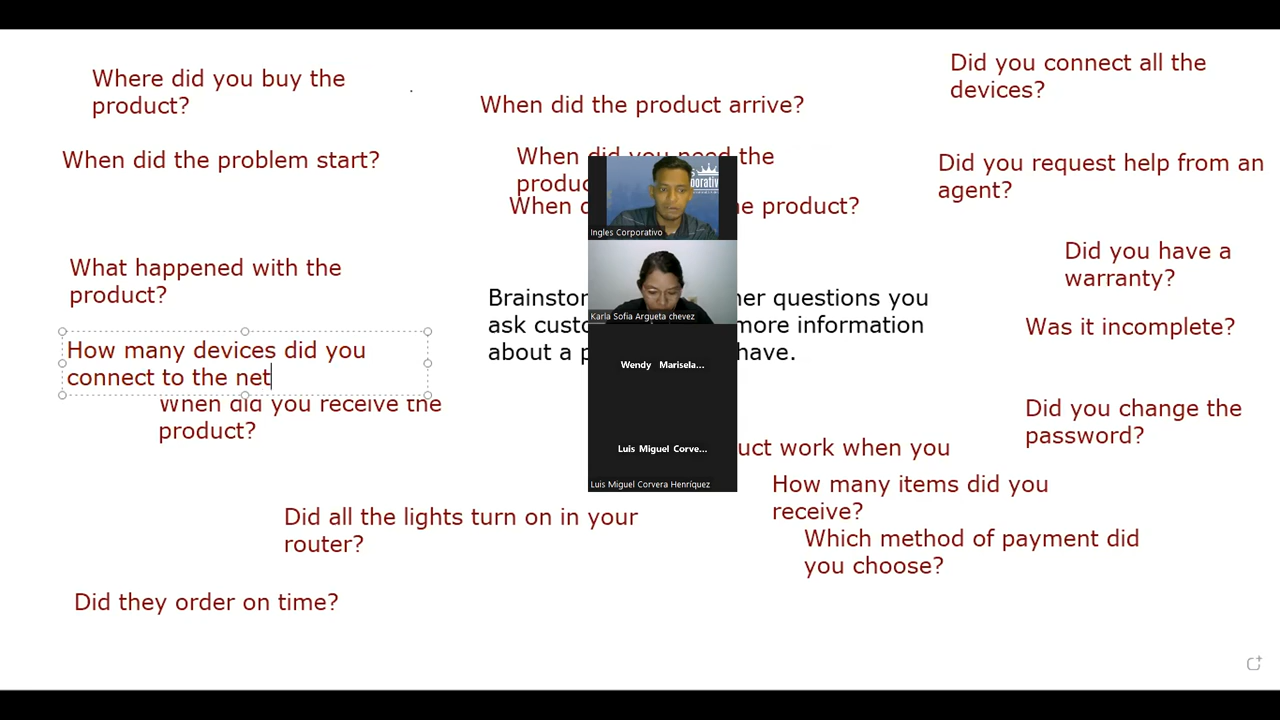 Where did you buy the
product?
When did the problem start?
What happened with the
product?
How many devices did you
connect to the net
When did you receive the
product?
Did all the lights turn on in your
router?
Did they order on time?
When did the product arrive?
When did you need the
When e product?
Brainsto her questions you
ask custo more information
about a p have.
uct work when you
How many items did you
receive?
Which method of payment did
you choose?
Did you connect all the
devices?
Did you request help from an
agent?
Did you have a
warranty?
Was it incomplete?
Did you change the
password?
Ingles Corporativo
Karla Sofia Argueta chevez
Wendy Marisela...
Luis Miguel Corve...
Luis Miguel Corvera Henríquez